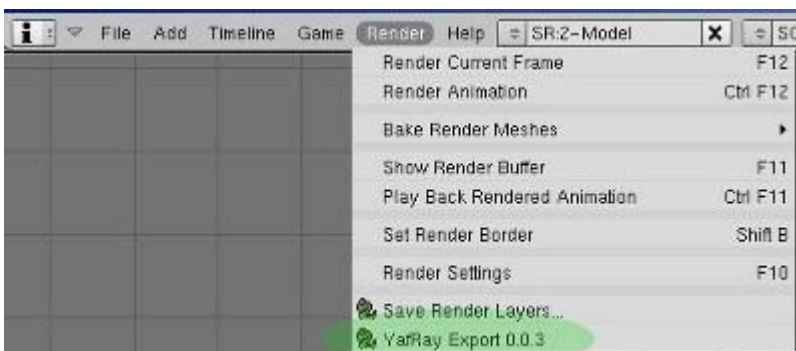 File Add Timeline Game Render Help SR:2-Model X SC
Render Current Frame F12
Render Animation Ctrl F12
Bake Render Meshes
Show Render Buffer F11
Play Back Rendered Animation Ctrl F11
Set Render Border Shift B
Render Settings F10
Save Render Layers...
YafRay Export 0.0.3